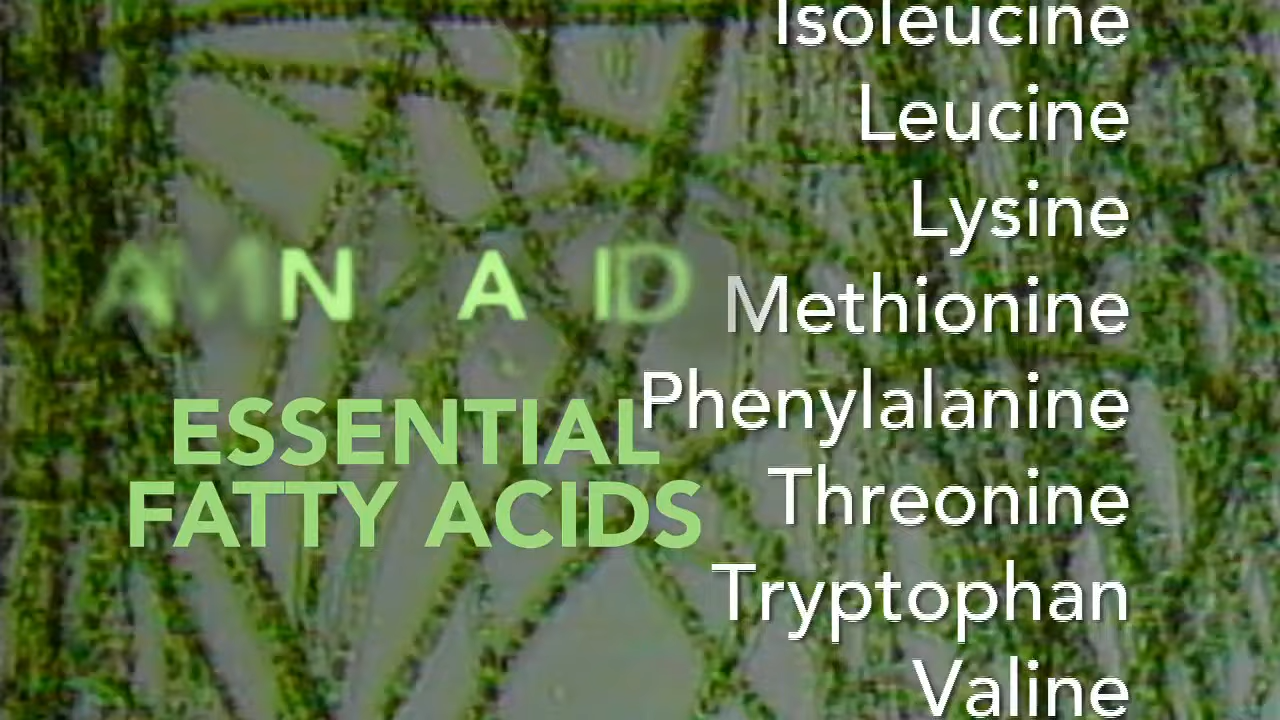 Isoleucine
Leucine
Lysine
Methionine
Phenylalanine
Threonine
Tryptophan
Valine
ESSENTIAL
FATTY ACIDS